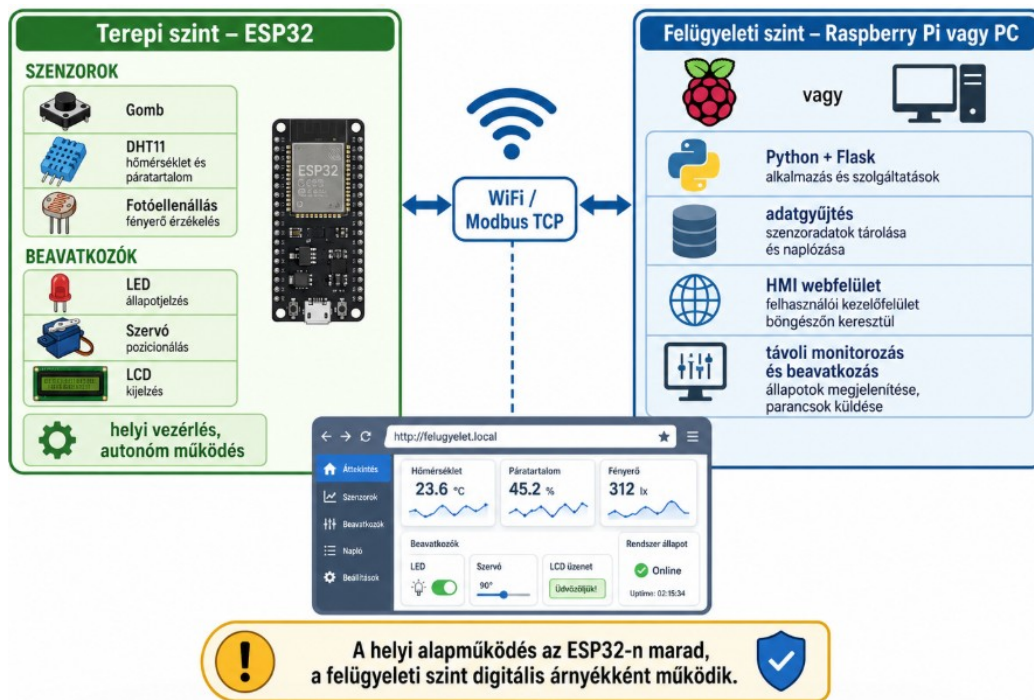 Terepi szint – ESP32
SZENZOROK
Gomb
DHT11
hőmérséklet és
páratartalom
Fotóellenállás
fényerő érzékelés
BEAVATKOZÓK
LED
állapotjelzés
Szervó
pozicionálás
LCD
kijelzés
helyi vezérlés,
autonóm működés
ESP32
WiFi /
Modbus TCP
Felügyeleti szint – Raspberry Pi vagy PC
vagy
Python + Flask
alkalmazás és szolgáltatások
adatgyűjtés
szenzoradatok tárolása
és naplózása
HMI webfelület
felhasználói kezelőfelület
böngészőn keresztül
távoli monitorozás
és beavatkozás
állapotok megjelenítése,
parancsok küldése
http://felugyelet.local
Áttekintés
Szenzorok
Beavatkozók
Napló
Beállítások
Hőmérséklet
23.6 °C
Páratartalom
45.2 %
Fényerő
312 lx
Beavatkozók
LED
Szervó
90°
LCD üzenet
Üdvözöljük!
Rendszer állapot
Online
Uptime: 02:15:34
A helyi alapműködés az ESP32-n marad,
a felügyeleti szint digitális árnyékként működik.